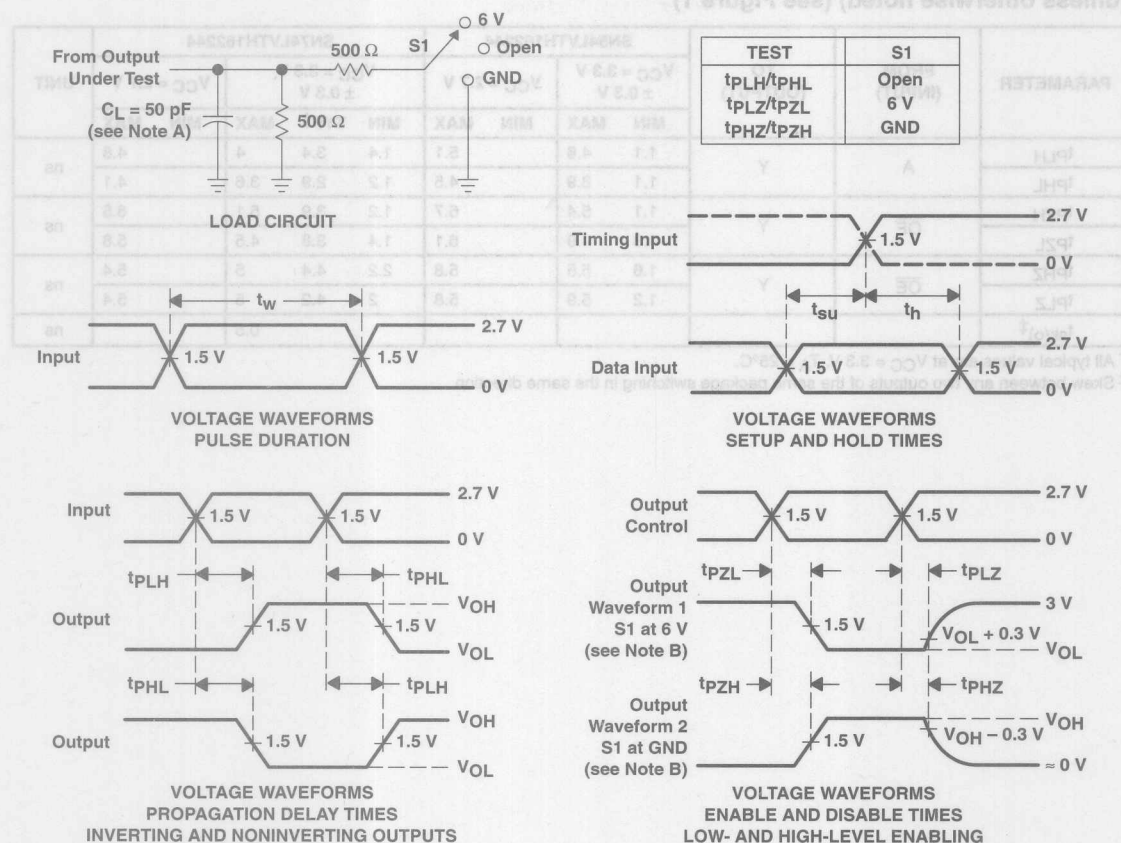 unless otherwise noted) (see Figure 1)
6 V
S1
Open
GND
From Output
Under Test
500 Ω
CL = 50 pF
(see Note A)
500 Ω
LOAD CIRCUIT
TEST S1
tPLH/tPHL Open
tPLZ/tPZL 6 V
tPHZ/tPZH GND
Timing Input
2.7 V
1.5 V
0 V
tsu
th
Data Input
2.7 V
1.5 V
1.5 V
0 V
VOLTAGE WAVEFORMS
SETUP AND HOLD TIMES
tw
Input
2.7 V
1.5 V
1.5 V
0 V
VOLTAGE WAVEFORMS
PULSE DURATION
Input
2.7 V
1.5 V
1.5 V
0 V
tPLH
tPHL
Output
VOH
1.5 V
1.5 V
VOL
tPHL
tPLH
Output
VOH
1.5 V
1.5 V
VOL
VOLTAGE WAVEFORMS
PROPAGATION DELAY TIMES
INVERTING AND NONINVERTING OUTPUTS
Output
Control
2.7 V
1.5 V
1.5 V
0 V
tPZL
tPLZ
Output
Waveform 1
S1 at 6 V
(see Note B)
3 V
1.5 V
VOL + 0.3 V
VOL
tPZH
tPHZ
Output
Waveform 2
S1 at GND
(see Note B)
VOH
1.5 V
VOH − 0.3 V
≈ 0 V
VOLTAGE WAVEFORMS
ENABLE AND DISABLE TIMES
LOW- AND HIGH-LEVEL ENABLING